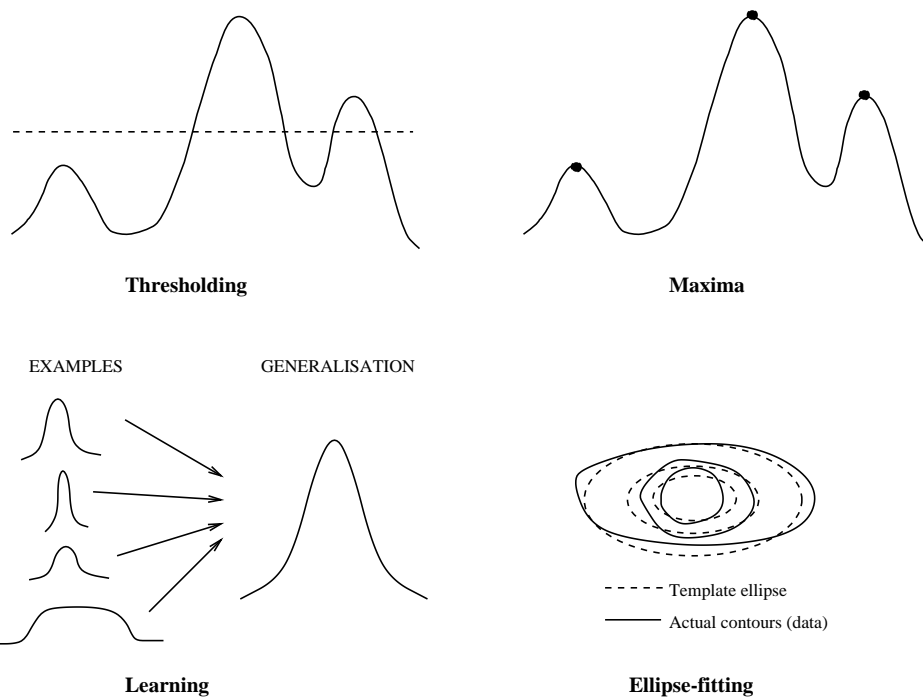 Thresholding
Maxima
EXAMPLES
GENERALISATION
Template ellipse
Actual contours (data)
Learning
Ellipse-fitting